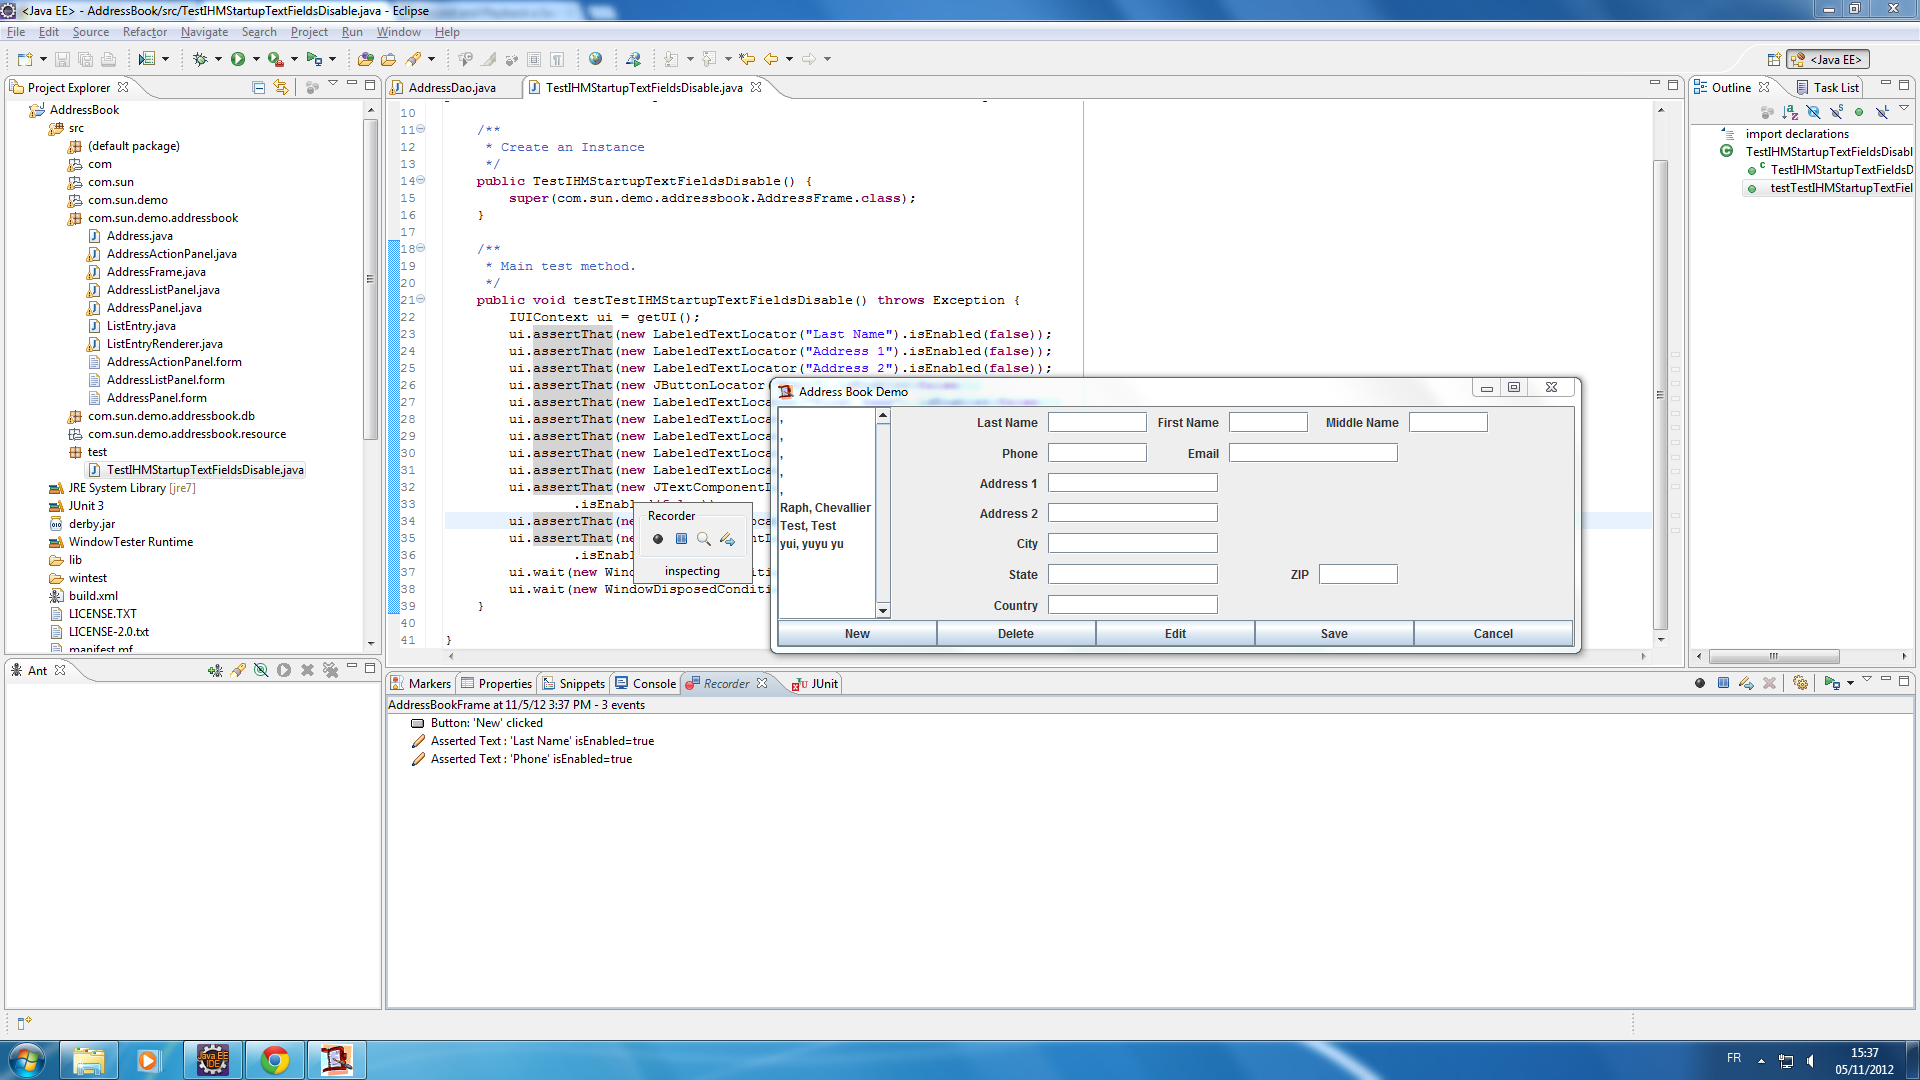 <Java EE> - AddressBook/src/TestIHMStartupTextFieldsDisable.java - Eclipse
File Edit Source Refactor Navigate Search Project Run Window Help
<Java EE>
Project Explorer
AddressBook
src
(default package)
com
com.sun
com.sun.demo
com.sun.demo.addressbook
Address.java
AddressActionPanel.java
AddressFrame.java
AddressListPanel.java
AddressPanel.java
ListEntry.java
ListEntryRenderer.java
AddressActionPanel.form
AddressListPanel.form
AddressPanel.form
com.sun.demo.addressbook.db
com.sun.demo.addressbook.resource
test
TestIHMStartupTextFieldsDisable.java
JRE System Library [jre7]
JUnit 3
derby.jar
WindowTester Runtime
lib
wintest
build.xml
LICENSE.TXT
LICENSE-2.0.txt
manifest.mf
Ant
AddressDao.java TestIHMStartupTextFieldsDisable.java
10
11 /**
12 * Create an Instance
13 */
14 public TestIHMStartupTextFieldsDisable() {
15 super(com.sun.demo.addressbook.AddressFrame.class);
16 }
17
18 /**
19 * Main test method.
20 */
21 public void testTestIHMStartupTextFieldsDisable() throws Exception {
22 IUIContext ui = getUI();
23 ui.assertThat(new LabeledTextLocator("Last Name").isEnabled(false));
24 ui.assertThat(new LabeledTextLocator("Address 1").isEnabled(false));
25 ui.assertThat(new LabeledTextLocator("Address 2").isEnabled(false));
26 ui.assertThat(new JButtonLocator
27 ui.assertThat(new LabeledTextLoca
28 ui.assertThat(new LabeledTextLoca
29 ui.assertThat(new LabeledTextLoca
30 ui.assertThat(new LabeledTextLoca
31 ui.assertThat(new LabeledTextLoca
32 ui.assertThat(new JTextComponentL
33 .isEnabl
34 ui.assertThat(ne
35 ui.assertThat(ne
36 .isEnabl
37 ui.wait(new Wind
38 ui.wait(new WindowDisposedConditi
39 }
40
41 }
Recorder
inspecting
Address Book Demo
,
,
,
,
,
Raph, Chevallier
Test, Test
yui, yuyu yu
Last Name First Name Middle Name
Phone Email
Address 1
Address 2
City
State ZIP
Country
New Delete Edit Save Cancel
Outline Task List
import declarations
TestIHMStartupTextFieldsDisabl
TestIHMStartupTextFieldsD
testTestIHMStartupTextFiel
Markers Properties Snippets Console Recorder JUnit
AddressBookFrame at 11/5/12 3:37 PM - 3 events
Button: 'New' clicked
Asserted Text : 'Last Name' isEnabled=true
Asserted Text : 'Phone' isEnabled=true
Java EE
IDE
FR
15:37
05/11/2012